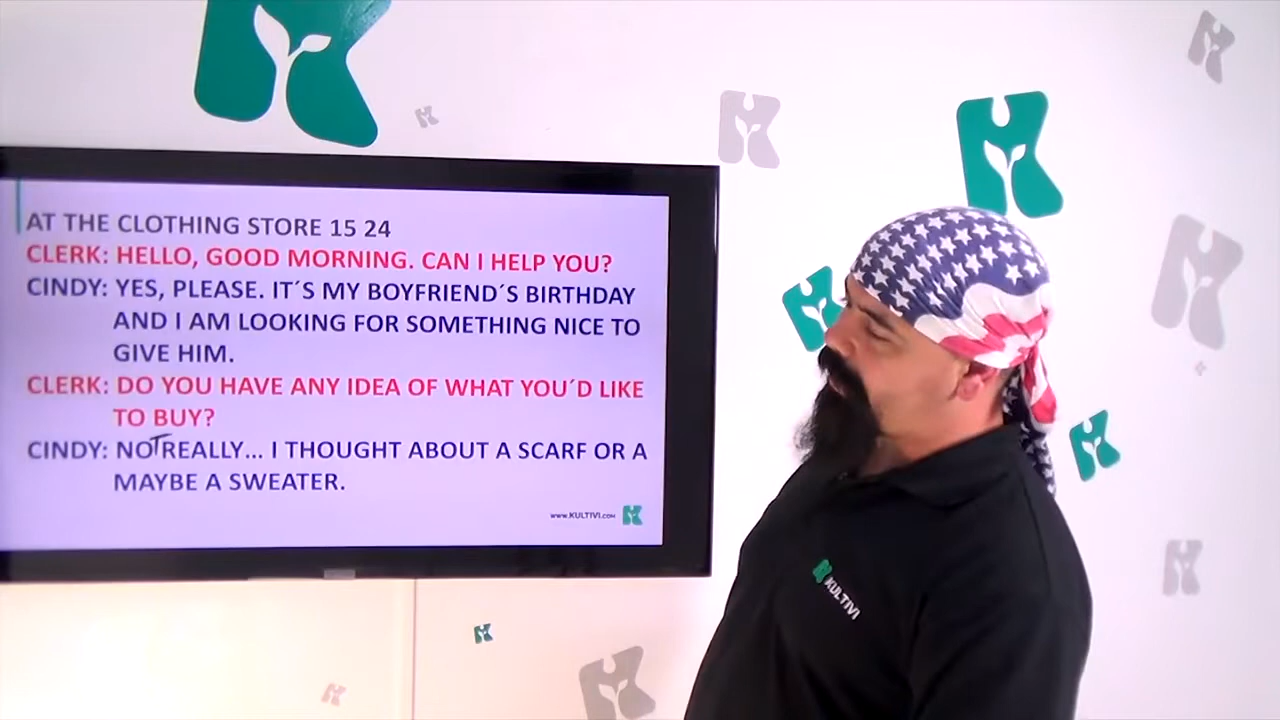 AT THE CLOTHING STORE 15 24
CLERK: HELLO, GOOD MORNING. CAN I HELP YOU?
CINDY: YES, PLEASE. IT´S MY BOYFRIEND´S BIRTHDAY
AND I AM LOOKING FOR SOMETHING NICE TO
GIVE HIM.
CLERK: DO YOU HAVE ANY IDEA OF WHAT YOU´D LIKE
TO BUY?
CINDY: NOT REALLY... I THOUGHT ABOUT A SCARF OR A
MAYBE A SWEATER.
www.KULTIVI.com
KULTIVI